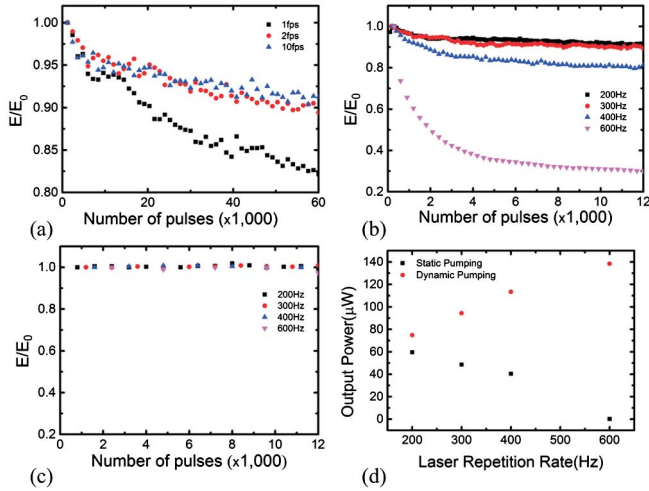 1.00
0.95
0.90
0.85
0.80
E/E0
0 20 40 60
Number of pulses (x1,000)
1fps
2fps
10fps
(a)
1.0
0.8
0.6
0.4
0.2
E/E0
0 2 4 6 8 10 12
Number of pulses (x1,000)
200Hz
300Hz
400Hz
600Hz
(b)
1.0
0.8
0.6
0.4
0.2
E/E0
0 2 4 6 8 10 12
Number of pulses (x1,000)
200Hz
300Hz
400Hz
600Hz
(c)
Static Pumping
Dynamic Pumping
140
120
100
80
60
40
20
0
Output Power(μW)
200 300 400 500 600
Laser Repetition Rate(Hz)
(d)